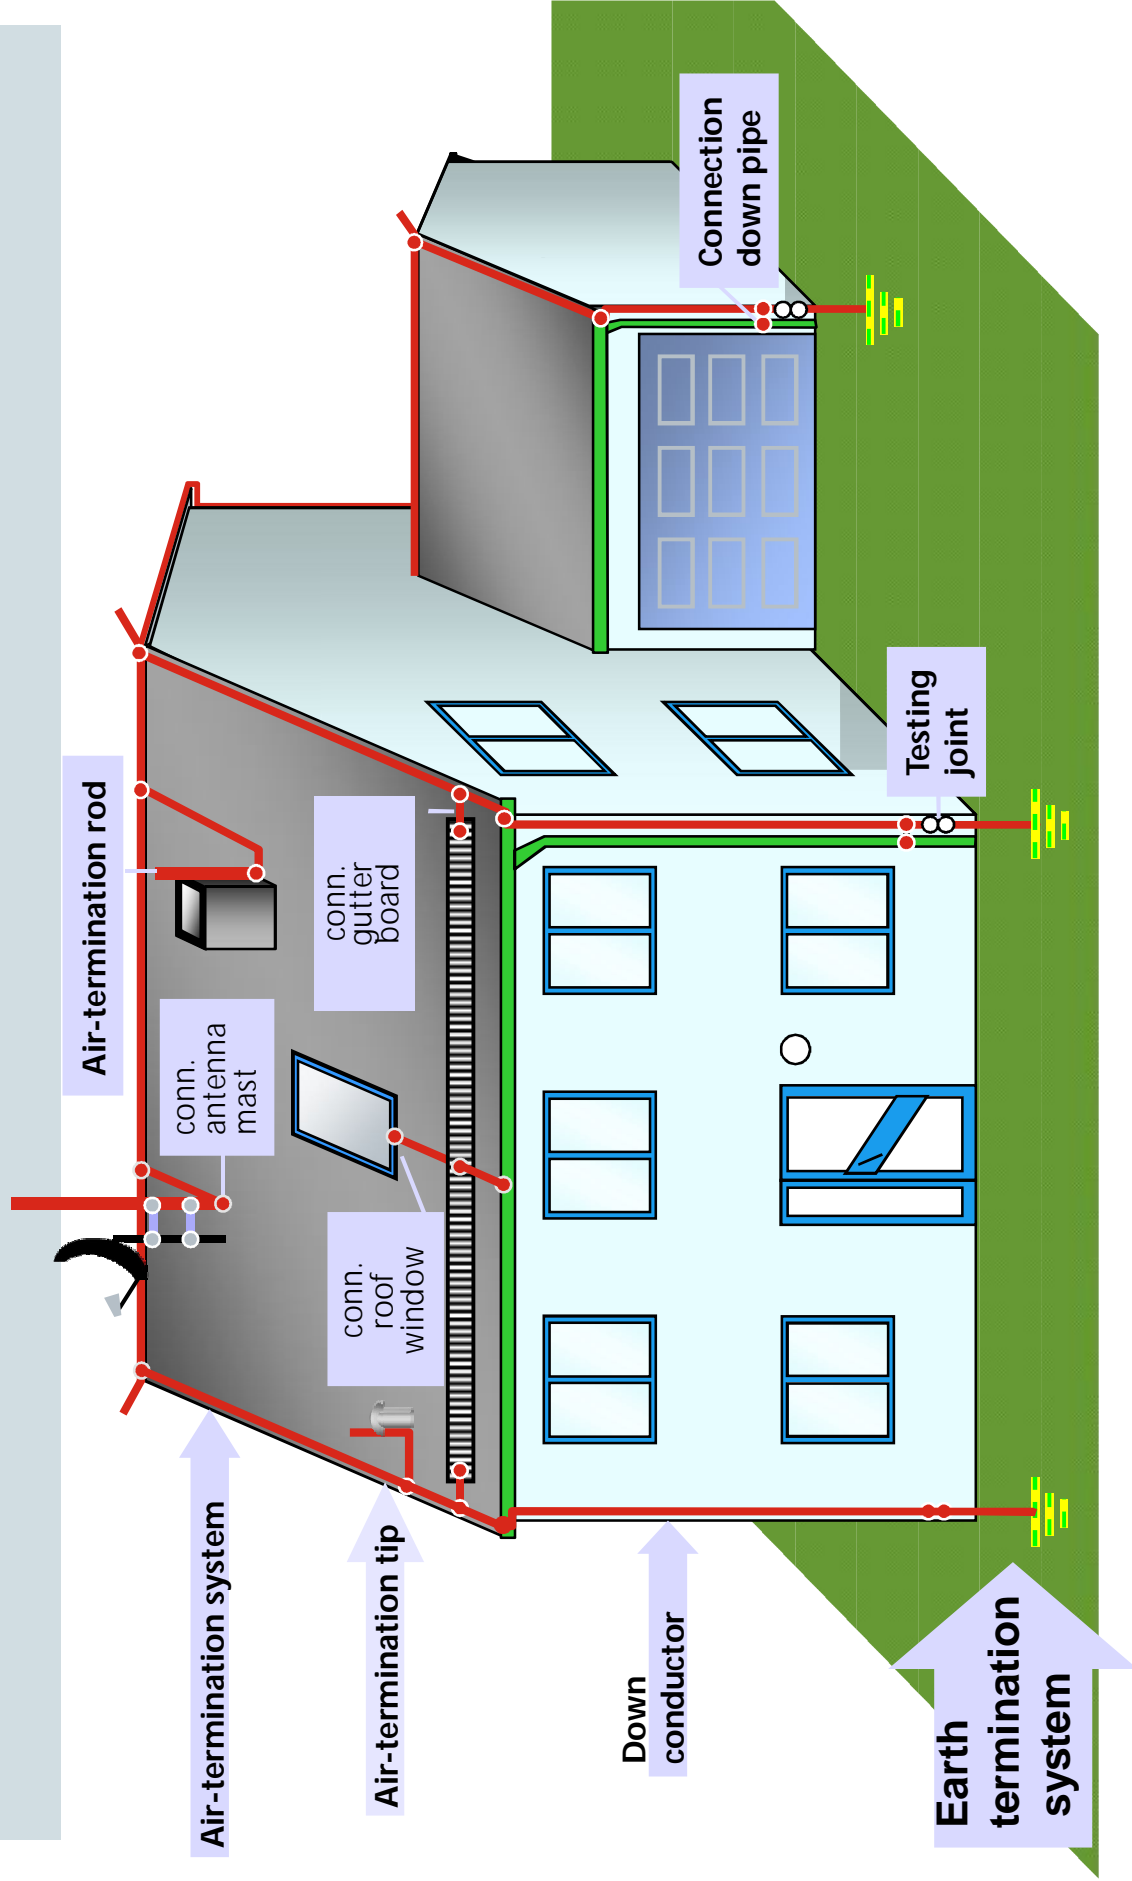 Air-termination system
Air-termination tip
Down
conductor
Earth
termination
system
conn.
roof
window
conn.
antenna
mast
Air-termination rod
conn.
gutter
board
Testing
joint
Connection
down pipe